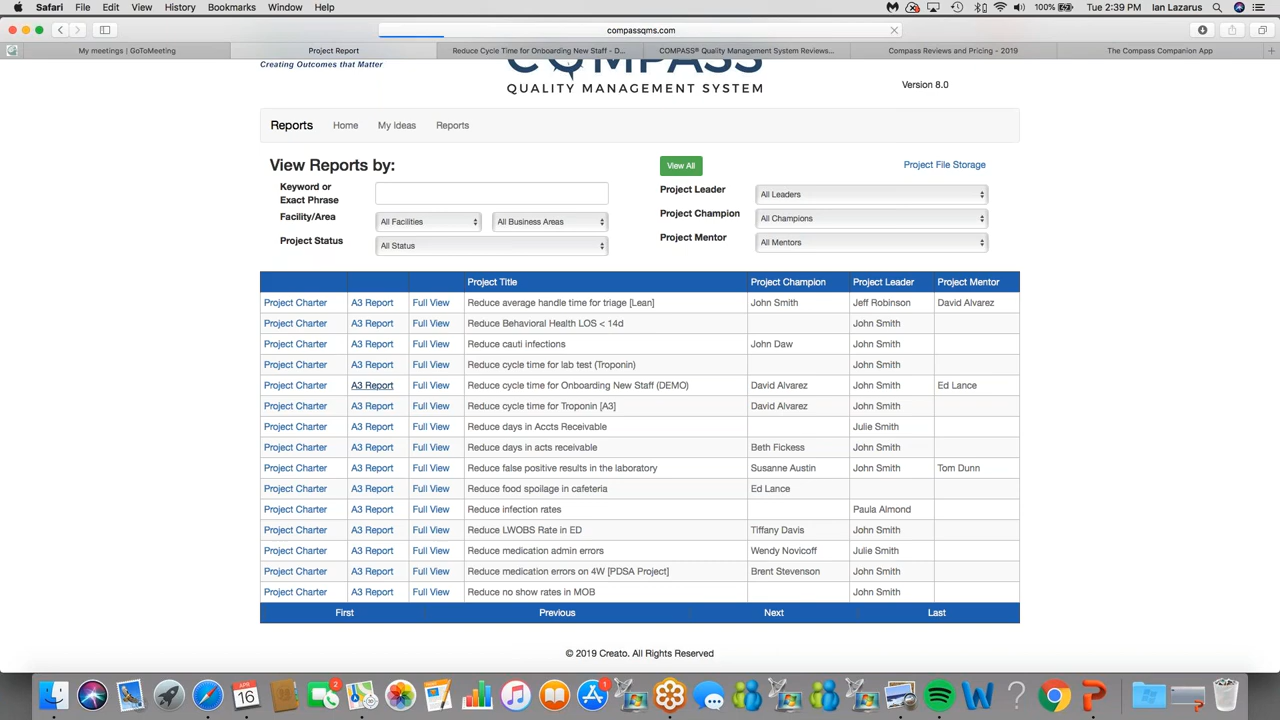 Safari File Edit View History Bookmarks Window Help 100% Tue 2:39 PM Ian Lazarus
compassqms.com
My meetings | GoToMeeting Project Report Reduce Cycle Time for Onboarding New Staff - D... COMPASS® Quality Management System Reviews... Compass Reviews and Pricing - 2019 The Compass Companion App
Creating Outcomes that Matter
COMPASS
QUALITY MANAGEMENT SYSTEM
Version 8.0
Reports Home My Ideas Reports
View Reports by: View All Project File Storage
Keyword or
Exact Phrase
Project Leader All Leaders
Facility/Area All Facilities All Business Areas Project Champion All Champions
Project Status All Status Project Mentor All Mentors
Project Title Project Champion Project Leader Project Mentor
Project Charter A3 Report Full View Reduce average handle time for triage [Lean] John Smith Jeff Robinson David Alvarez
Project Charter A3 Report Full View Reduce Behavioral Health LOS < 14d John Smith
Project Charter A3 Report Full View Reduce cauti infections John Daw John Smith
Project Charter A3 Report Full View Reduce cycle time for lab test (Troponin) John Smith
Project Charter A3 Report Full View Reduce cycle time for Onboarding New Staff (DEMO) David Alvarez John Smith Ed Lance
Project Charter A3 Report Full View Reduce cycle time for Troponin [A3] David Alvarez John Smith
Project Charter A3 Report Full View Reduce days in Accts Receivable Julie Smith
Project Charter A3 Report Full View Reduce days in acts receivable Beth Fickess John Smith
Project Charter A3 Report Full View Reduce false positive results in the laboratory Susanne Austin John Smith Tom Dunn
Project Charter A3 Report Full View Reduce food spoilage in cafeteria Ed Lance
Project Charter A3 Report Full View Reduce infection rates Paula Almond
Project Charter A3 Report Full View Reduce LWOBS Rate in ED Tiffany Davis John Smith
Project Charter A3 Report Full View Reduce medication admin errors Wendy Novicoff Julie Smith
Project Charter A3 Report Full View Reduce medication errors on 4W [PDSA Project] Brent Stevenson John Smith
Project Charter A3 Report Full View Reduce no show rates in MOB John Smith
First Previous Next Last
© 2019 Creato. All Rights Reserved
APR 16 2 1